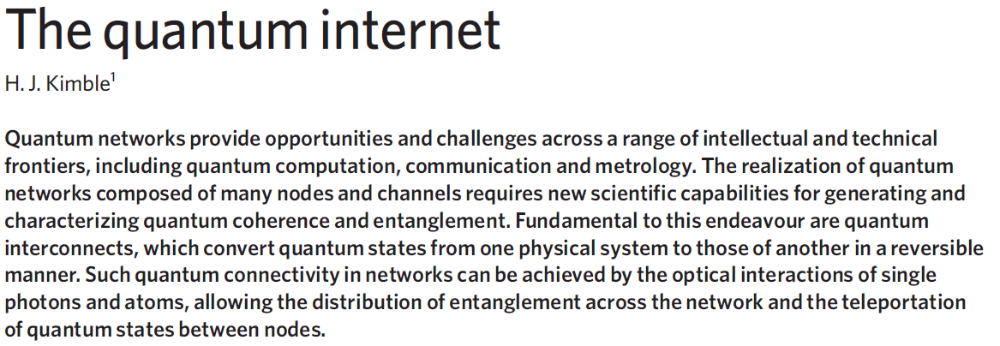 The quantum internet
H. J. Kimble¹
Quantum networks provide opportunities and challenges across a range of intellectual and technical
frontiers, including quantum computation, communication and metrology. The realization of quantum
networks composed of many nodes and channels requires new scientific capabilities for generating and
characterizing quantum coherence and entanglement. Fundamental to this endeavour are quantum
interconnects, which convert quantum states from one physical system to those of another in a reversible
manner. Such quantum connectivity in networks can be achieved by the optical interactions of single
photons and atoms, allowing the distribution of entanglement across the network and the teleportation
of quantum states between nodes.